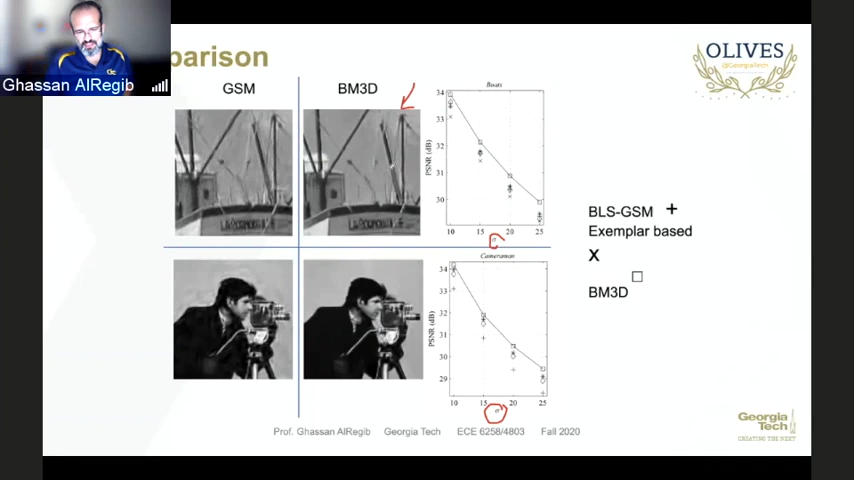 parison
Ghassan AlRegib
OLIVES
@GeorgiaTech
GSM
BM3D
Boats
PSNR (dB)
34
33
32
31
30
10
15
20
25
σ
BLS-GSM +
Exemplar based
x
BM3D
Cameraman
PSNR (dB)
34
33
32
31
30
29
10
15
20
25
σ
Prof. Ghassan AlRegib Georgia Tech ECE 6258/4803 Fall 2020
Georgia
Tech
CREATING THE NEXT